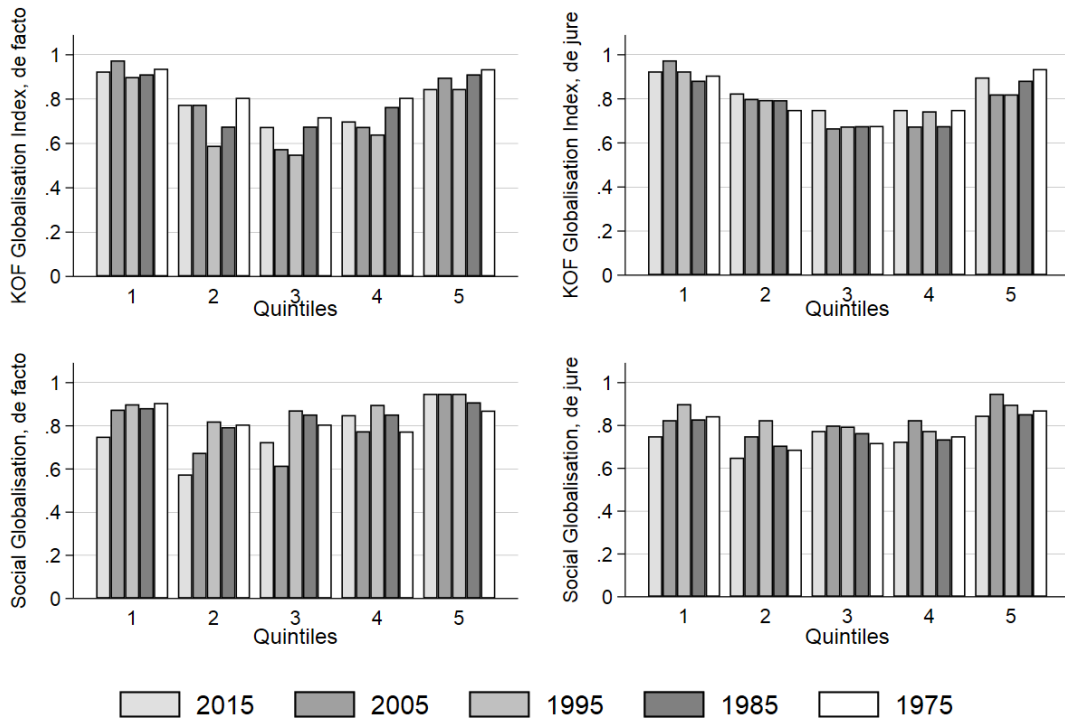 KOF Globalisation Index, de facto
1
.8
.6
.4
.2
0
1 2 3 4 5
Quintiles
KOF Globalisation Index, de jure
1
.8
.6
.4
.2
0
1 2 3 4 5
Quintiles
Social Globalisation, de facto
1
.8
.6
.4
.2
0
1 2 3 4 5
Quintiles
Social Globalisation, de jure
1
.8
.6
.4
.2
0
1 2 3 4 5
Quintiles
2015 2005 1995 1985 1975